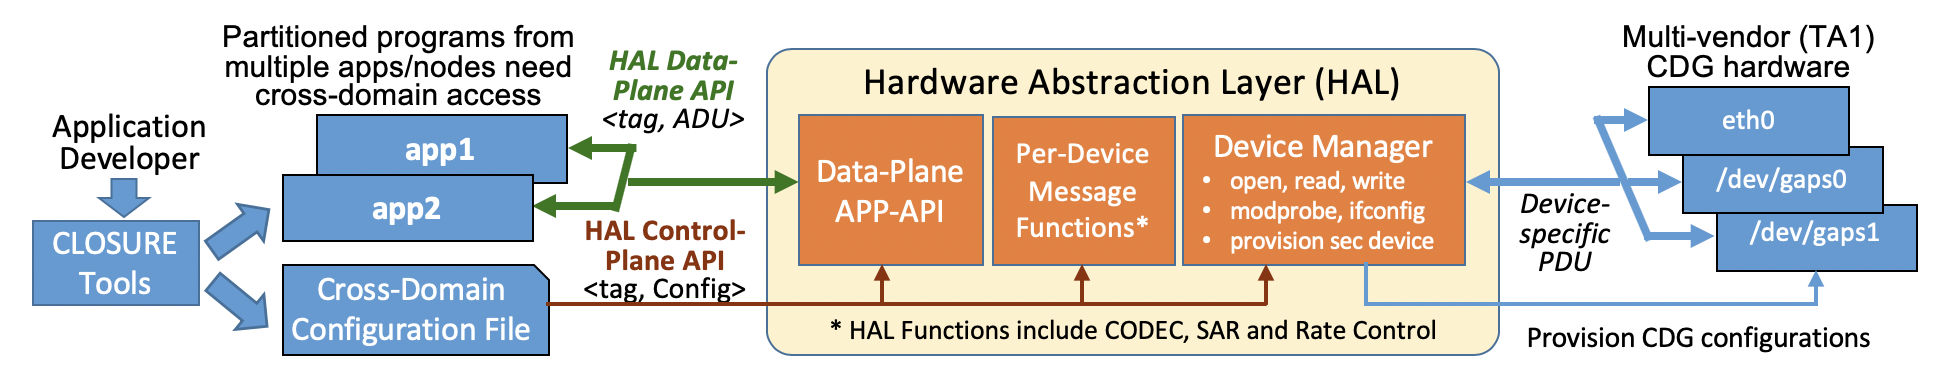 Partitioned programs from
multiple apps/nodes need
cross-domain access
Application
Developer
CLOSURE
Tools
app1
app2
Cross-Domain
Configuration File
HAL Data-
Plane API
<tag, ADU>
HAL Control-
Plane API
<tag, Config>
Hardware Abstraction Layer (HAL)
Data-Plane
APP-API
Per-Device
Message
Functions*
Device Manager
• open, read, write
• modprobe, ifconfig
• provision sec device
* HAL Functions include CODEC, SAR and Rate Control
Multi-vendor (TA1)
CDG hardware
eth0
/dev/gaps0
/dev/gaps1
Device-
specific
PDU
Provision CDG configurations